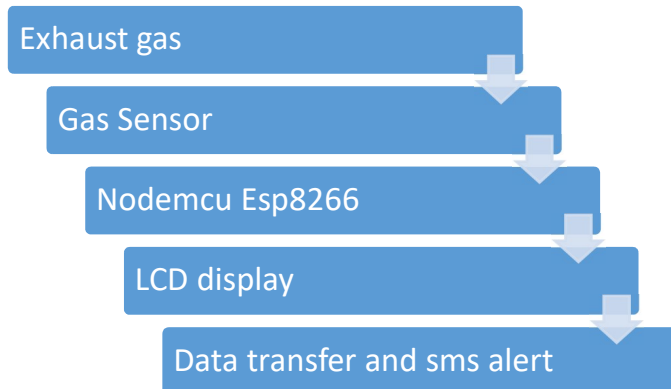 Exhaust gas
Gas Sensor
Nodemcu Esp8266
LCD display
Data transfer and sms alert